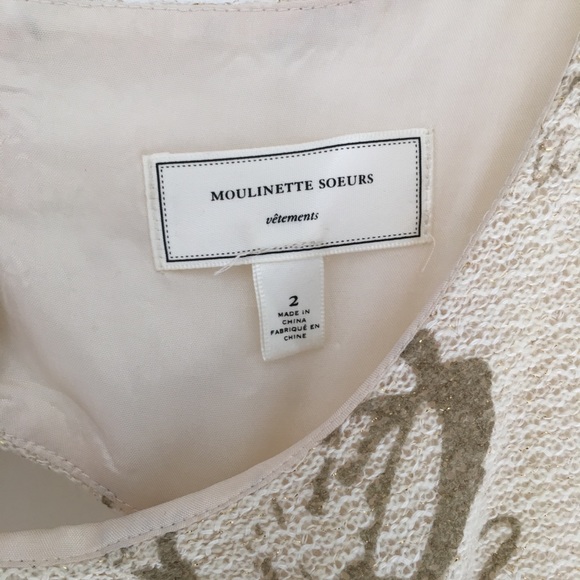 MOULINETTE SOEURS
vêtements
2
MADE IN
CHINA
FABRIQUÉ EN
CHINE